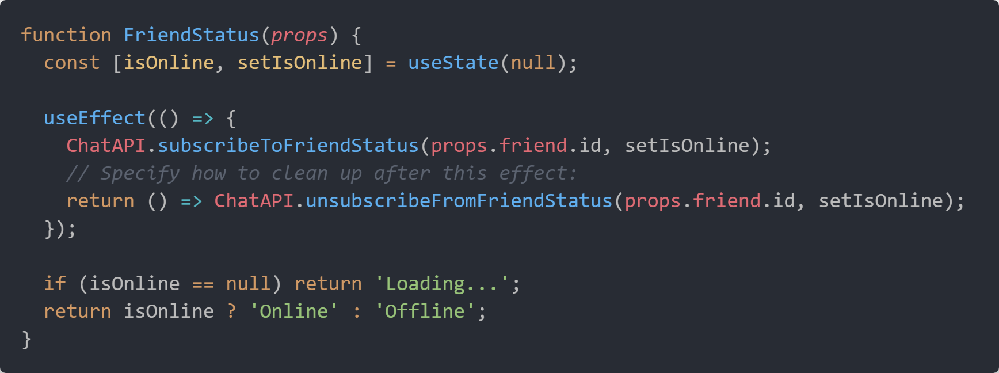 function FriendStatus(props) {
  const [isOnline, setIsOnline] = useState(null);

  useEffect(() => {
    ChatAPI.subscribeToFriendStatus(props.friend.id, setIsOnline);
    // Specify how to clean up after this effect:
    return () => ChatAPI.unsubscribeFromFriendStatus(props.friend.id, setIsOnline);
  });

  if (isOnline == null) return 'Loading...';
  return isOnline ? 'Online' : 'Offline';
}